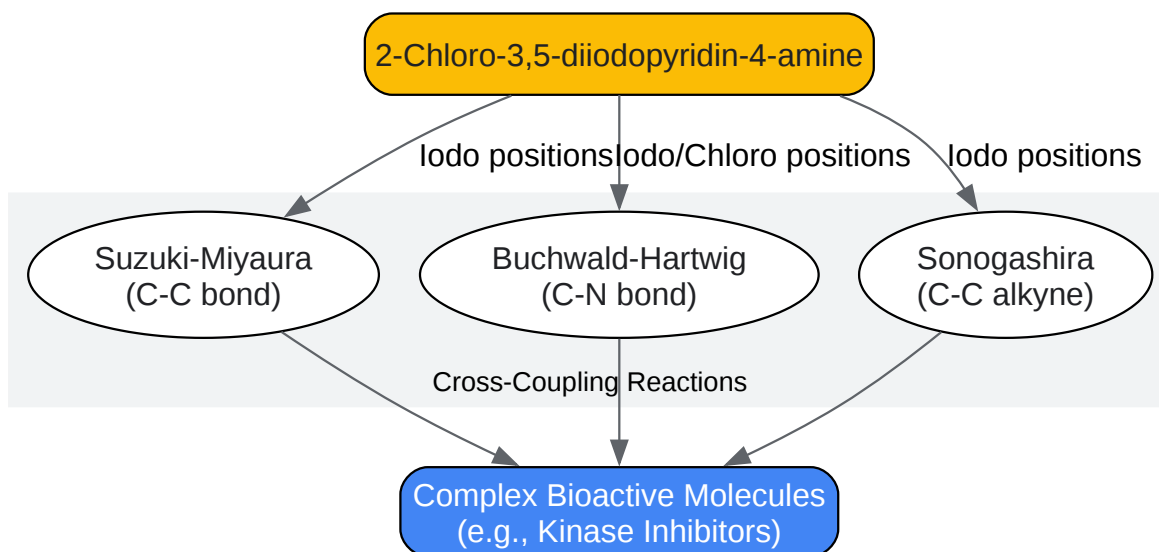 2-Chloro-3,5-diiodopyridin-4-amine
Iodo positions
Iodo/Chloro positions
Iodo positions
Suzuki-Miyaura
(C-C bond)
Buchwald-Hartwig
(C-N bond)
Sonogashira
(C-C alkyne)
Cross-Coupling Reactions
Complex Bioactive Molecules
(e.g., Kinase Inhibitors)